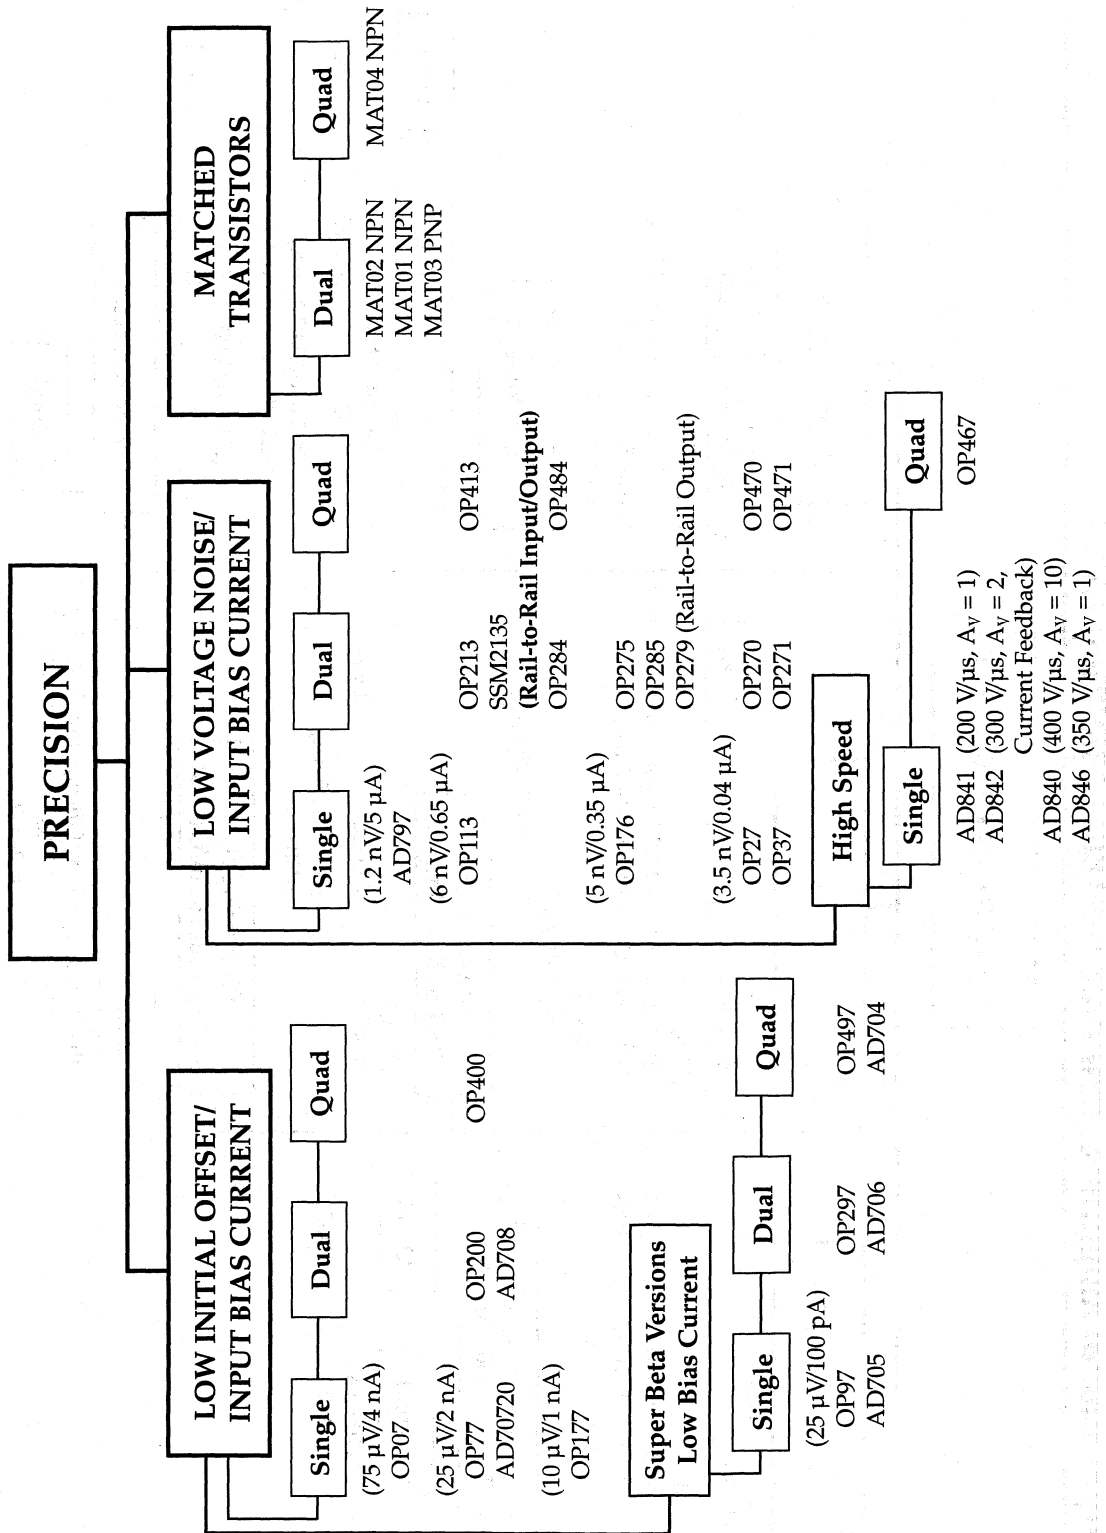 PRECISION
LOW INITIAL OFFSET/
INPUT BIAS CURRENT
Single
Dual
Quad
(75 µV/4 nA)
OP07
(25 µV/2 nA)
OP77
OP200
OP400
AD70720
AD708
(10 µV/1 nA)
OP177
Super Beta Versions
Low Bias Current
Single
Dual
Quad
(25 µV/100 pA)
OP97
OP297
OP497
AD705
AD706
AD704
LOW VOLTAGE NOISE/
INPUT BIAS CURRENT
Single
Dual
Quad
(1.2 nV/5 µA)
AD797
(6 nV/0.65 µA)
OP113
OP213
OP413
SSM2135
(Rail-to-Rail Input/Output)
OP284
OP484
(5 nV/0.35 µA)
OP176
OP275
OP285
OP279 (Rail-to-Rail Output)
(3.5 nV/0.04 µA)
OP27
OP270
OP470
OP37
OP271
OP471
High Speed
Single
Quad
AD841 (200 V/µs, AV = 1)
OP467
AD842 (300 V/µs, AV = 2,
Current Feedback)
AD840 (400 V/µs, AV = 10)
AD846 (350 V/µs, AV = 1)
MATCHED
TRANSISTORS
Dual
Quad
MAT02 NPN
MAT04 NPN
MAT01 NPN
MAT03 PNP